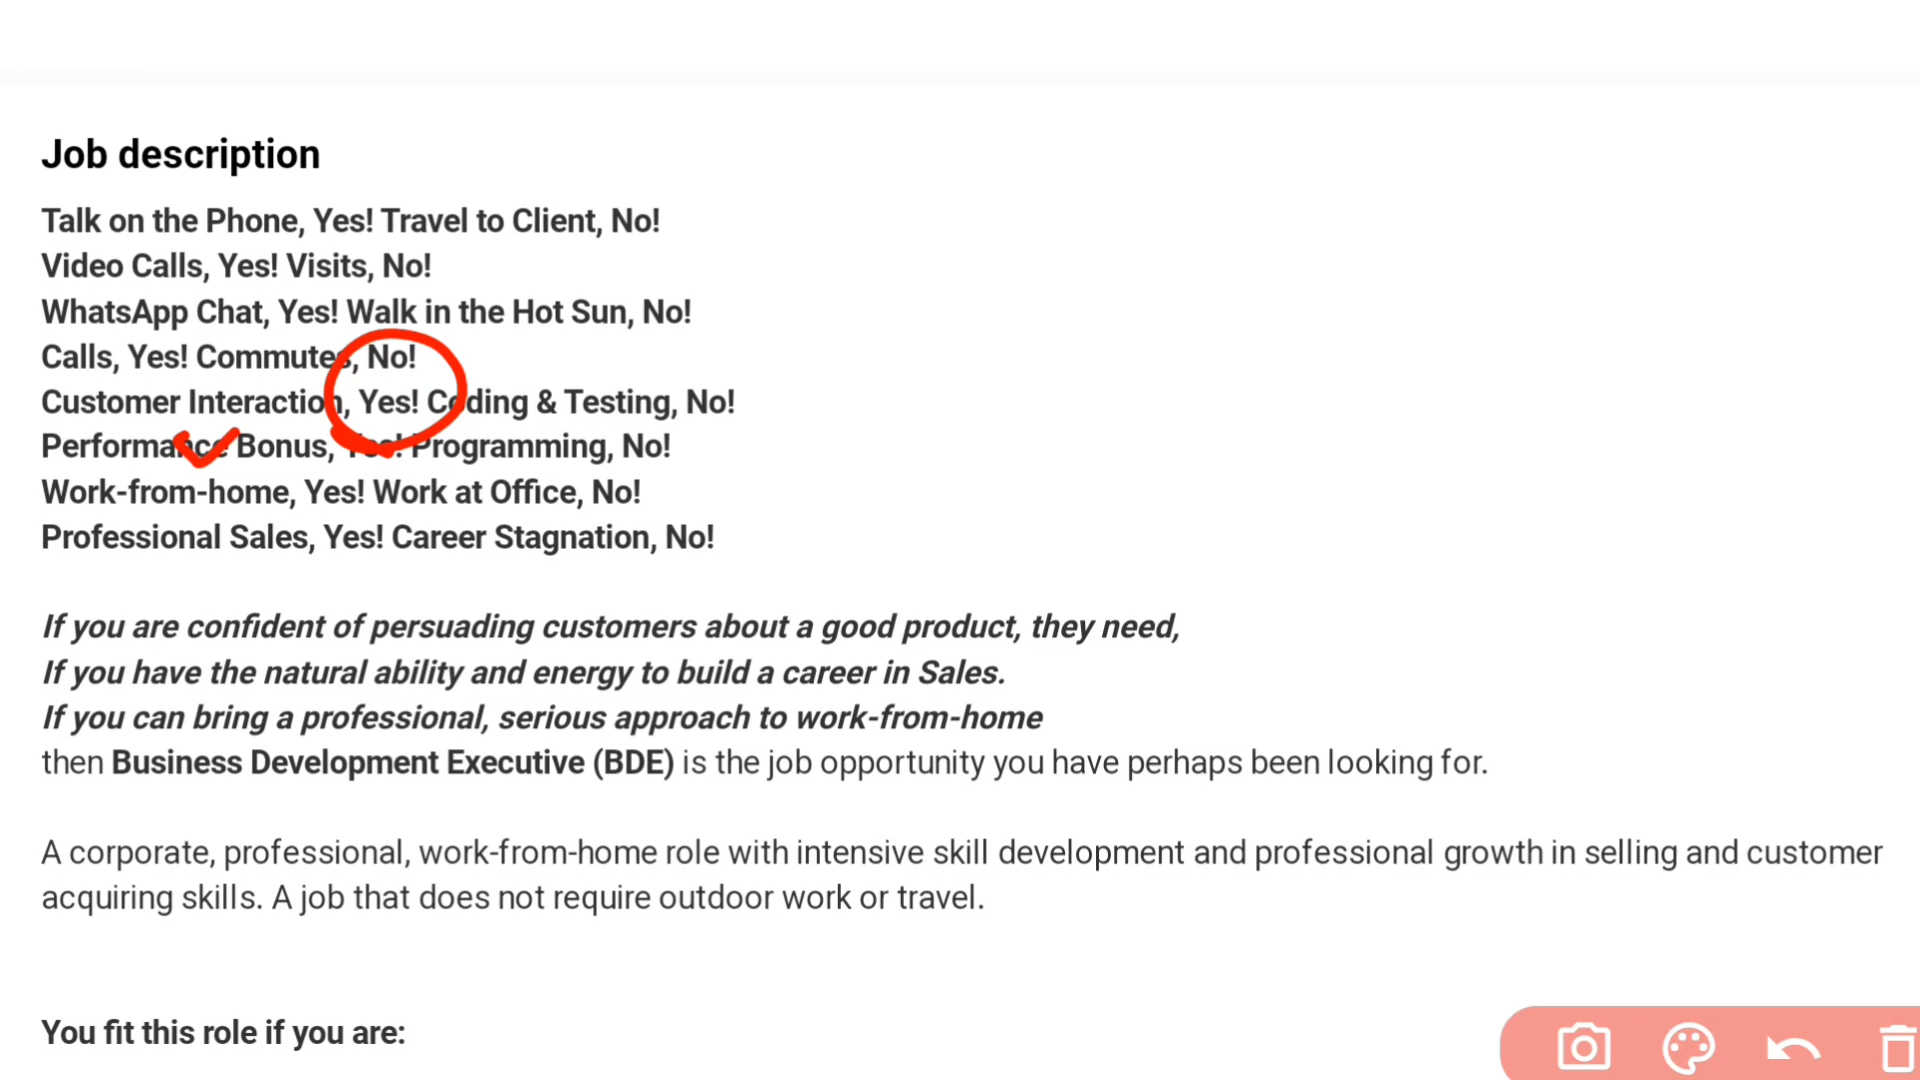 Job description
Talk on the Phone, Yes! Travel to Client, No!
Video Calls, Yes! Visits, No!
WhatsApp Chat, Yes! Walk in the Hot Sun, No!
Calls, Yes! Commutes, No!
Customer Interaction, Yes! Coding & Testing, No!
Performance Bonus, Yes! Programming, No!
Work-from-home, Yes! Work at Office, No!
Professional Sales, Yes! Career Stagnation, No!
If you are confident of persuading customers about a good product, they need,
If you have the natural ability and energy to build a career in Sales.
If you can bring a professional, serious approach to work-from-home
then Business Development Executive (BDE) is the job opportunity you have perhaps been looking for.
A corporate, professional, work-from-home role with intensive skill development and professional growth in selling and customer
acquiring skills. A job that does not require outdoor work or travel.
You fit this role if you are: